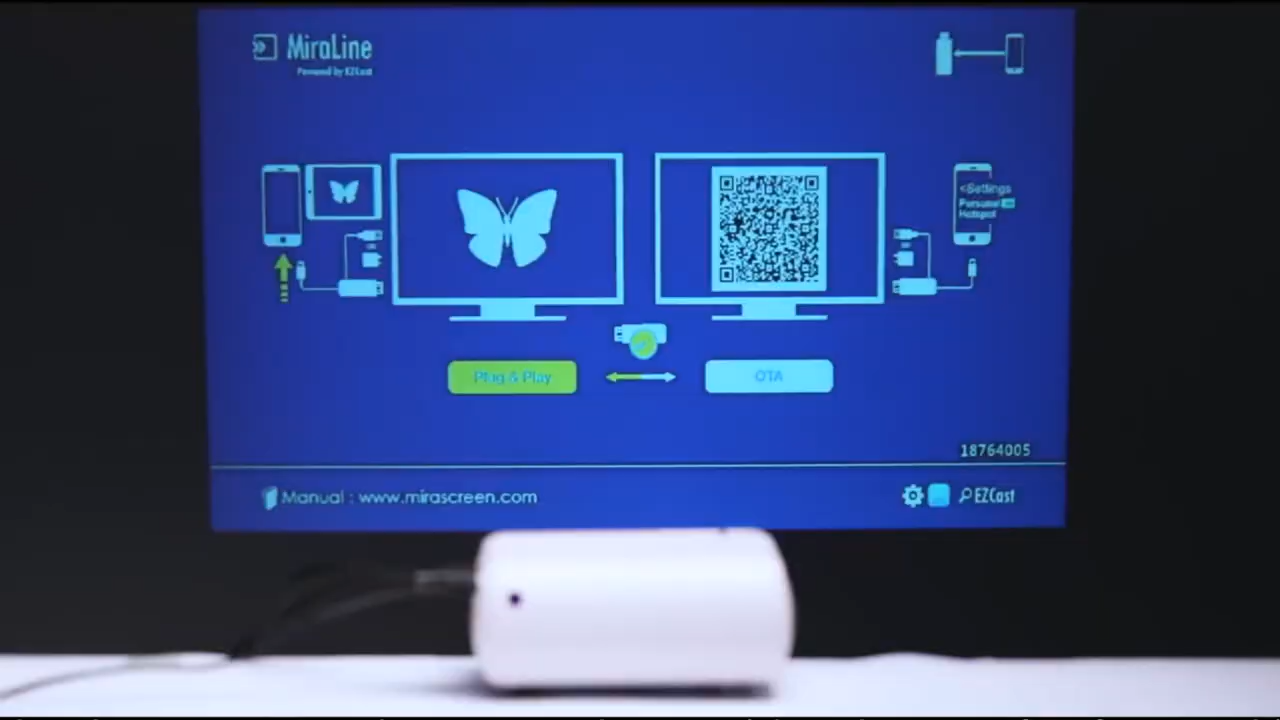 MiraLine
Powered by EZCast
<Settings
Personal
Hotspot
Plug & Play
OTA
18764005
Manual : www.mirascreen.com
EZCast